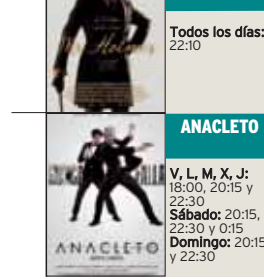 Mr. Holmes
Todos los días:
22:10
ANACLETO
V, L, M, X, J:
18:00, 20:15 y
22:30
Sábado: 20:15,
22:30 y 0:15
Domingo: 20:15
y 22:30
ANACLETO